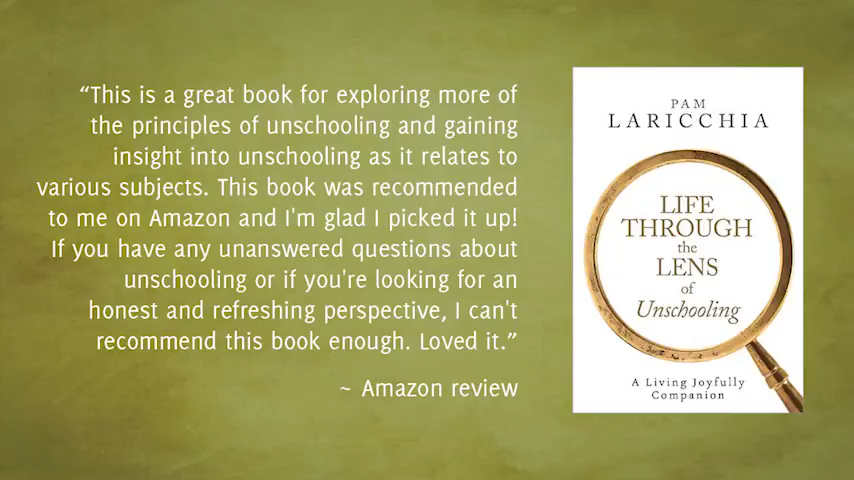 “This is a great book for exploring more of
the principles of unschooling and gaining
insight into unschooling as it relates to
various subjects. This book was recommended
to me on Amazon and I'm glad I picked it up!
If you have any unanswered questions about
unschooling or if you're looking for an
honest and refreshing perspective, I can't
recommend this book enough. Loved it.”
~ Amazon review
PAM
LARICCHIA
LIFE
THROUGH
the
LENS
of
Unschooling
A Living Joyfully
Companion